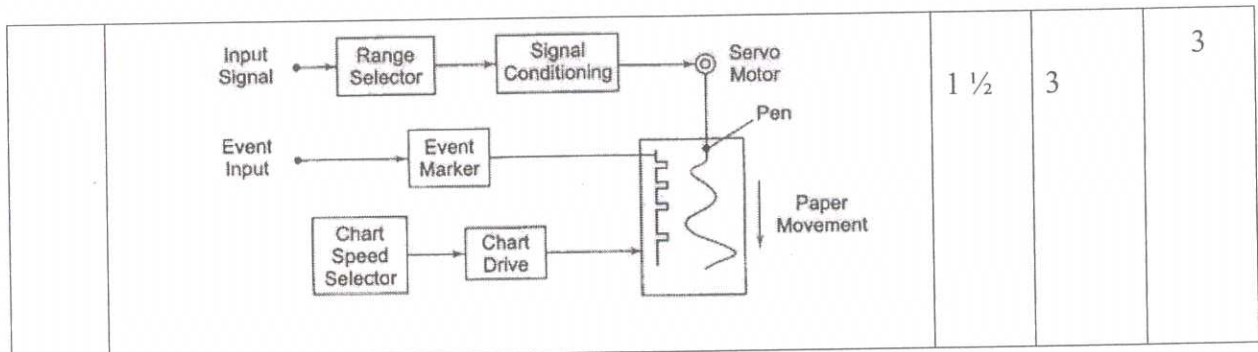 Input
Signal
Range
Selector
Signal
Conditioning
Servo
Motor
Pen
Event
Input
Event
Marker
Chart
Speed
Selector
Chart
Drive
Paper
Movement
1 ½
3
3